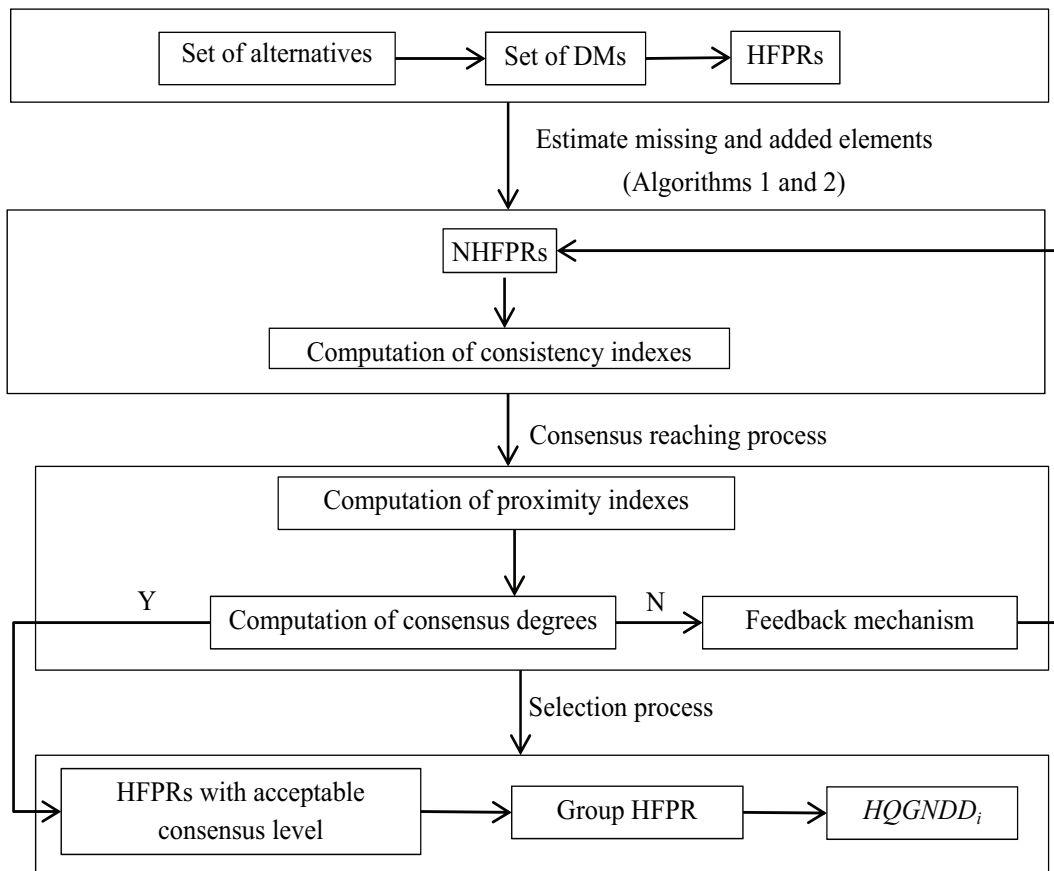 Set of alternatives
Set of DMs
HFPRs
Estimate missing and added elements
(Algorithms 1 and 2)
NHFPRs
Computation of consistency indexes
Consensus reaching process
Computation of proximity indexes
Y
Computation of consensus degrees
N
Feedback mechanism
Selection process
HFPRs with acceptable
consensus level
Group HFPR
HQGNDDi